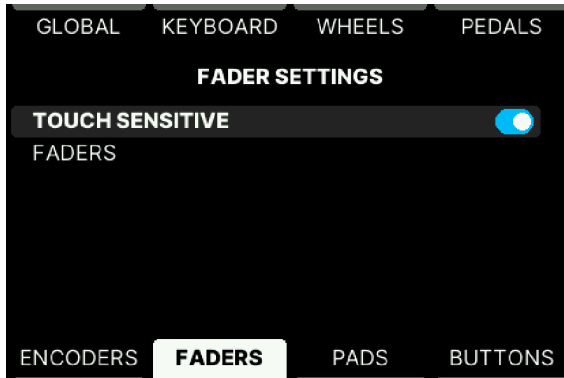 GLOBAL KEYBOARD WHEELS PEDALS
FADER SETTINGS
TOUCH SENSITIVE
FADERS
ENCODERS FADERS PADS BUTTONS